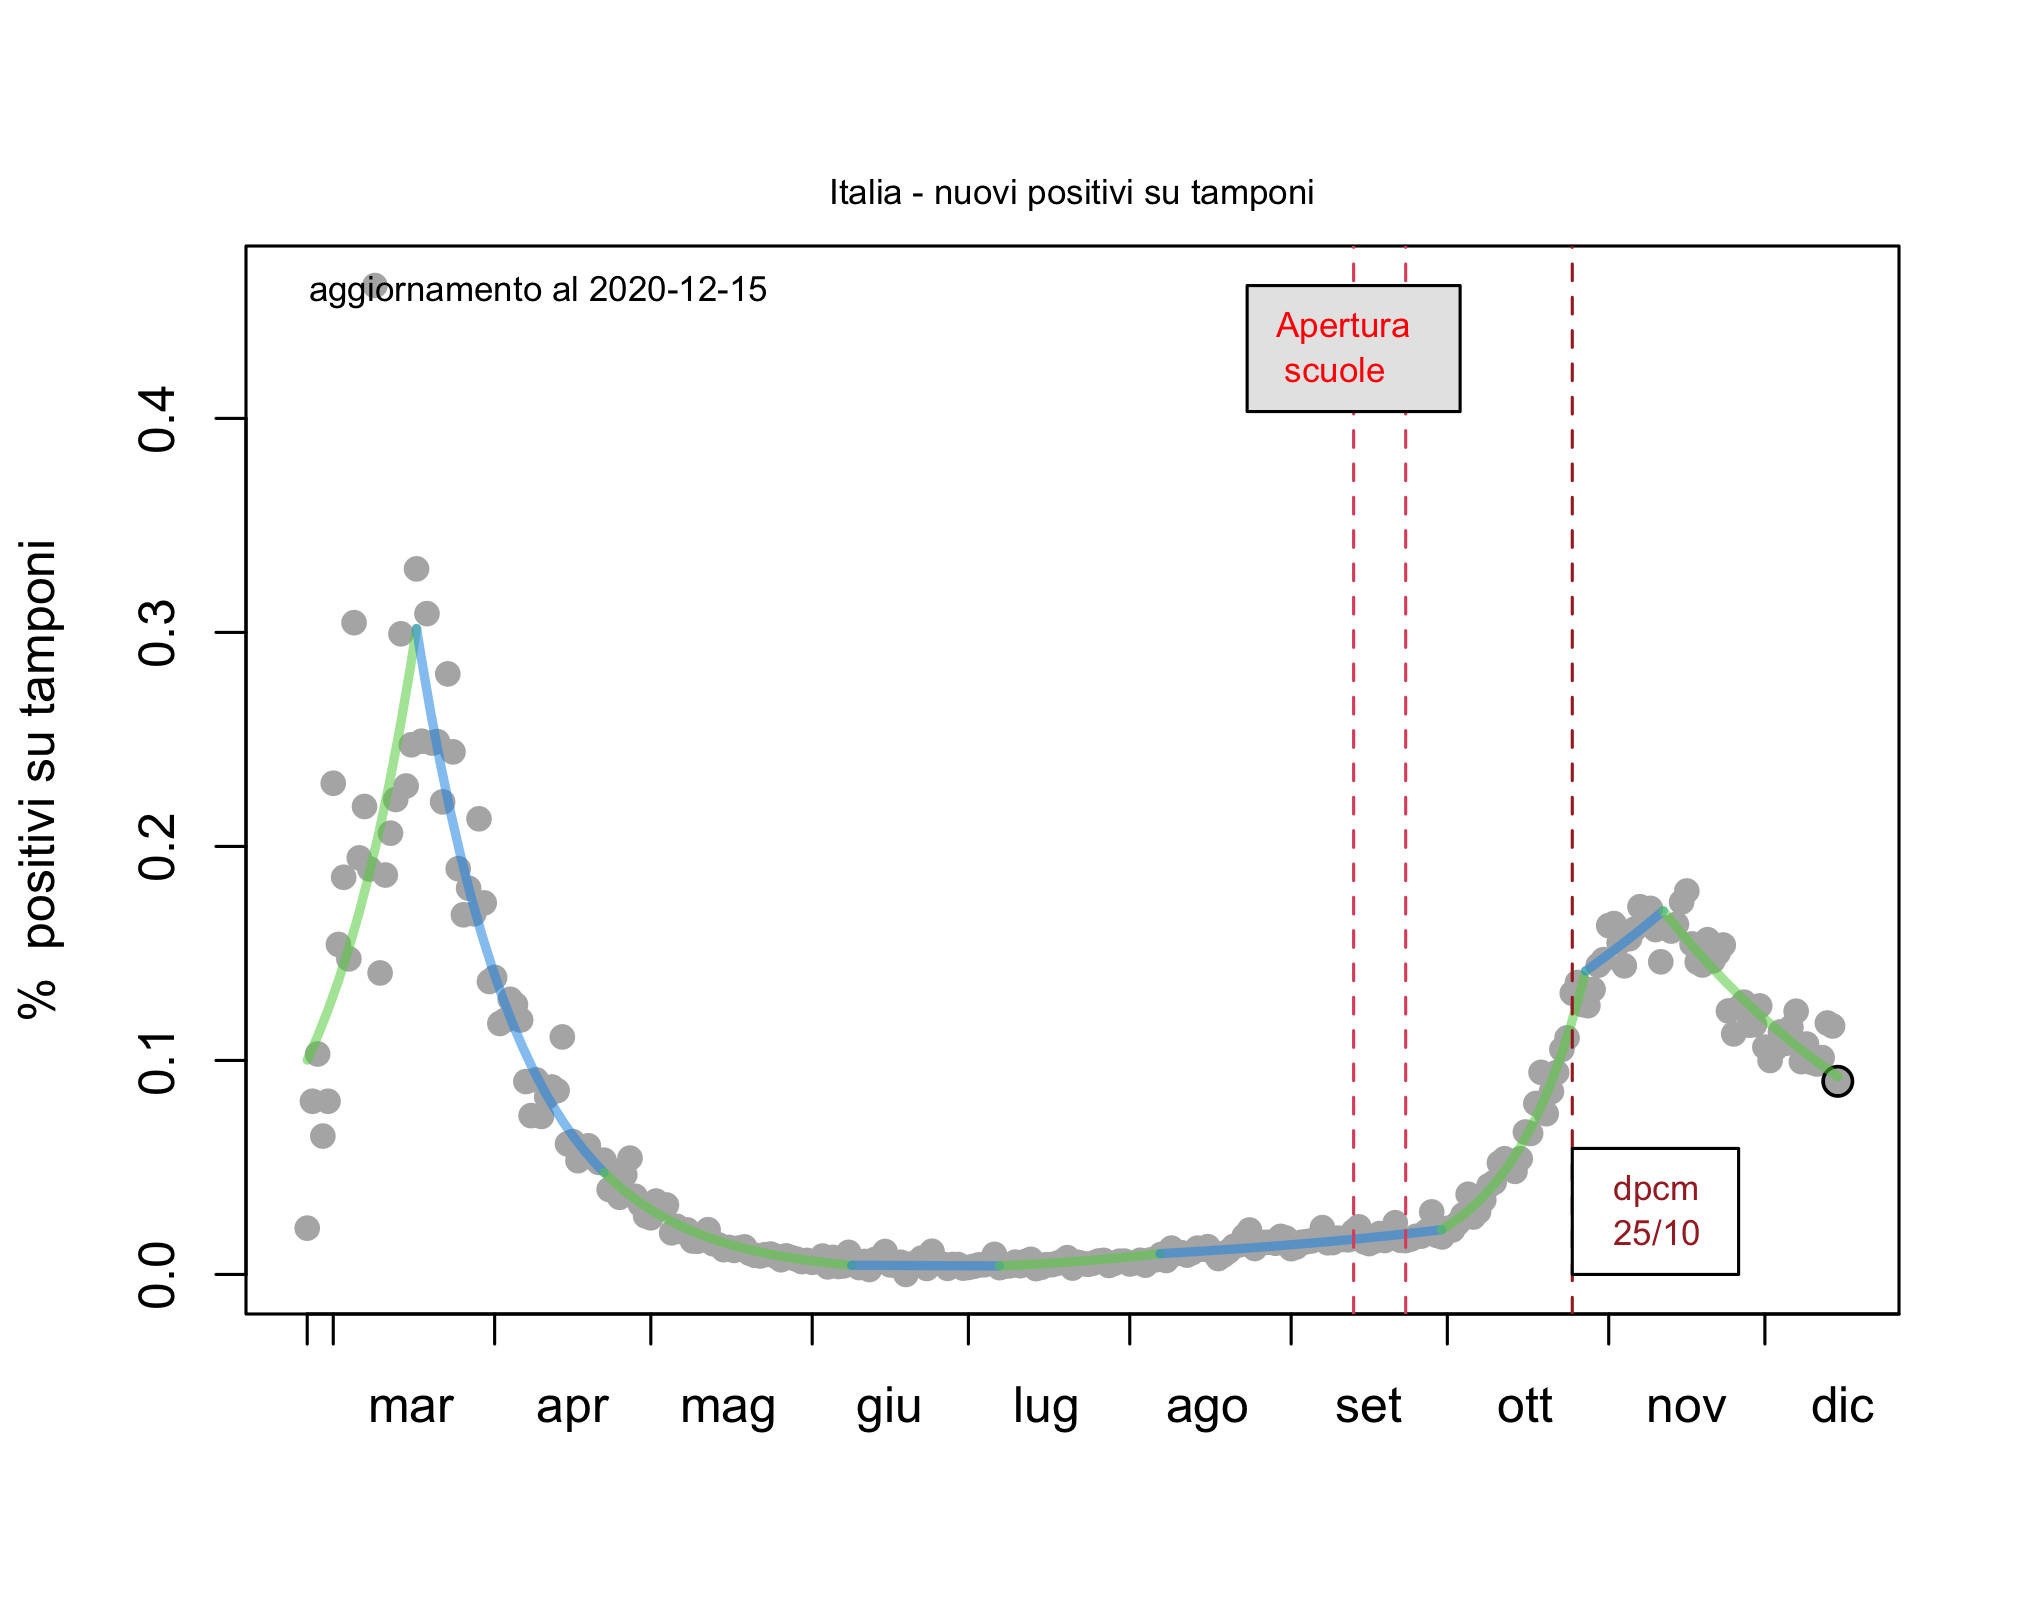 Italia - nuovi positivi su tamponi
aggiornamento al 2020-12-15
Apertura
scuole
% positivi su tamponi
0.4
0.3
0.2
0.1
0.0
dpcm
25/10
mar apr mag giu lug ago set ott nov dic